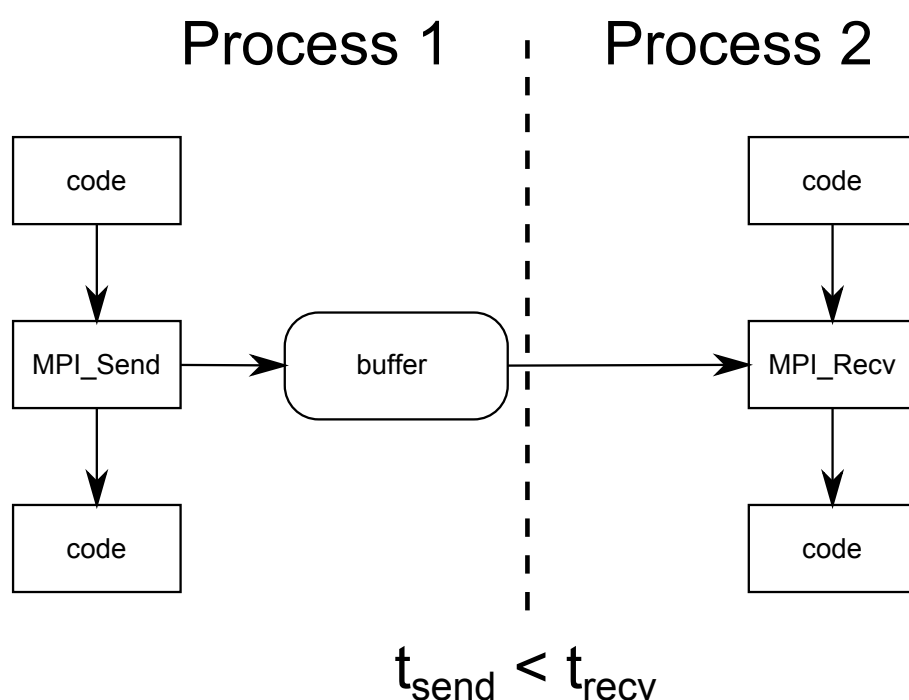 Process 1
Process 2
code
code
MPI_Send
buffer
MPI_Recv
code
code
t_send < t_recv